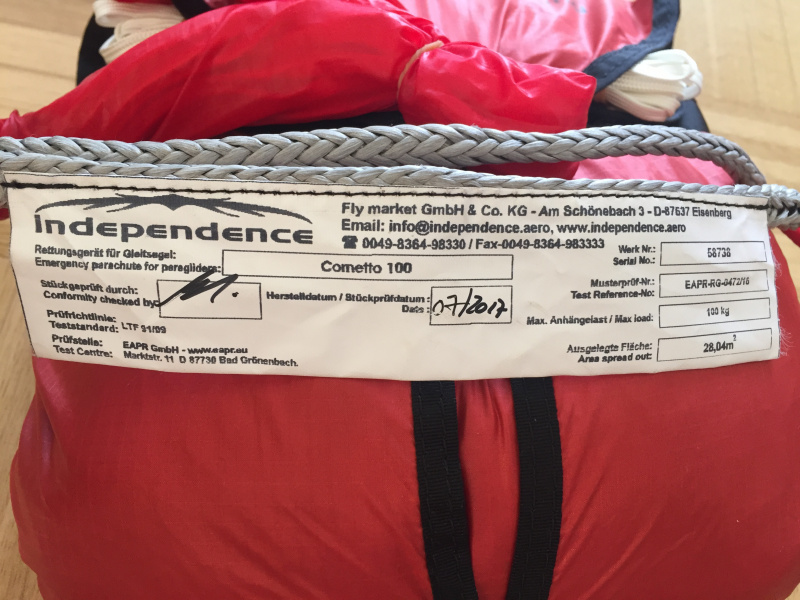 independence
Fly market GmbH & Co. KG - Am Schönebach 3 - D-87637 Eisenberg
Email: info@independence.aero, www.independence.aero
☎ 0049-8364-98330 / Fax-0049-8364-983333
Rettungsgerät für Gleitsegel:
Emergency parachute for paragliders:
Cometto 100
Stückgeprüft durch:
Conformity checked by:
Herstelldatum / Stückprüfdatum :
Date :
07/2017
Prüfrichtlinie:
Teststandard: LTF 91/09
Prüfstelle: EAPR GmbH - www.eapr.eu
Test Centre: Marktstr. 11 D 87730 Bad Grönenbach.
Werk Nr.:
Serial No.:
58738
Musterprüf-Nr.:
Test Reference-No:
EAPR-RG-0472/16
Max. Anhängelast / Max load:
100 kg
Ausgelegte Fläche:
Area spread out:
28,04m²